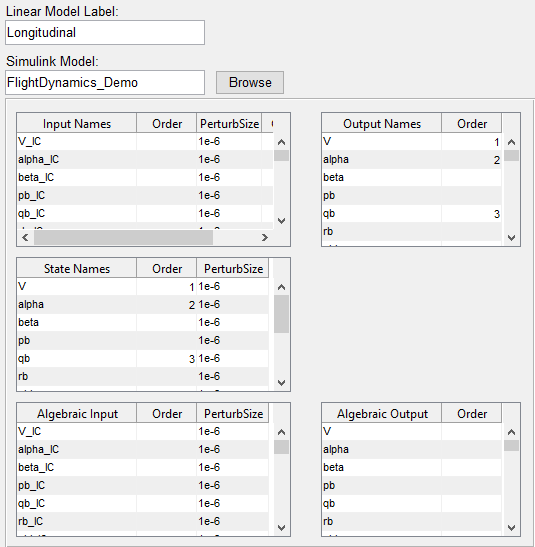 Linear Model Label:
Longitudinal
Simulink Model:
FlightDynamics_Demo Browse
Input Names Order PerturbSize
V_IC 1e-6
alpha_IC 1e-6
beta_IC 1e-6
pb_IC 1e-6
qb_IC 1e-6
Output Names Order
V 1
alpha 2
beta
pb
qb 3
rb
State Names Order PerturbSize
V 1 1e-6
alpha 2 1e-6
beta 1e-6
pb 1e-6
qb 3 1e-6
rb 1e-6
Algebraic Input Order PerturbSize
V_IC 1e-6
alpha_IC 1e-6
beta_IC 1e-6
pb_IC 1e-6
qb_IC 1e-6
rb_IC 1e-6
Algebraic Output Order
V
alpha
beta
pb
qb
rb